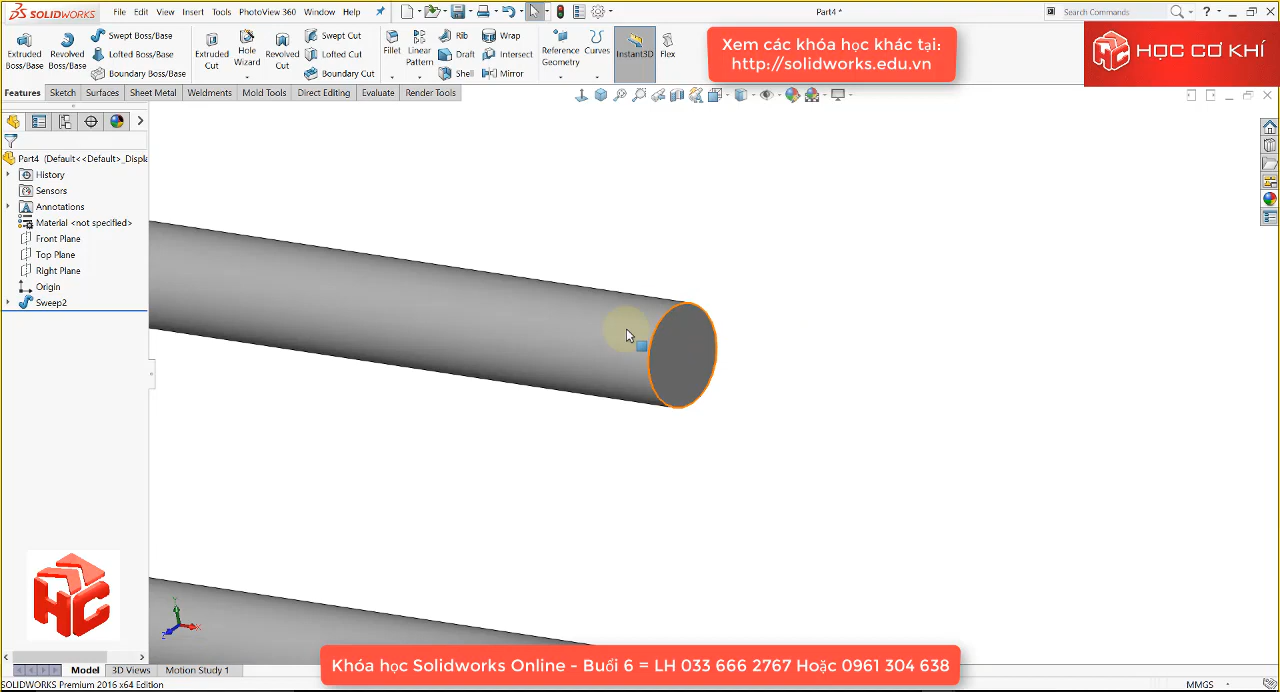 SOLIDWORKS File Edit View Insert Tools PhotoView 360 Window Help Part4 * Search Commands ?
Extruded Boss/Base
Revolved Boss/Base
Swept Boss/Base
Lofted Boss/Base
Boundary Boss/Base
Extruded Cut
Hole Wizard
Revolved Cut
Swept Cut
Lofted Cut
Boundary Cut
Fillet
Linear Pattern
Rib
Draft
Shell
Wrap
Intersect
Mirror
Reference Geometry
Curves
Instant3D
Flex
Xem các khóa học khác tại:
http://solidworks.edu.vn
HỌC CƠ KHÍ
Features Sketch Surfaces Sheet Metal Weldments Mold Tools Direct Editing Evaluate Render Tools
Part4 (Default<<Default>_Displa
History
Sensors
Annotations
Material <not specified>
Front Plane
Top Plane
Right Plane
Origin
Sweep2
HC
Y
X
Z
Model 3D Views Motion Study 1
Khóa học Solidworks Online - Buổi 6 = LH 033 666 2767 Hoặc 0961 304 638
SOLIDWORKS Premium 2016 x64 Edition
MMGS